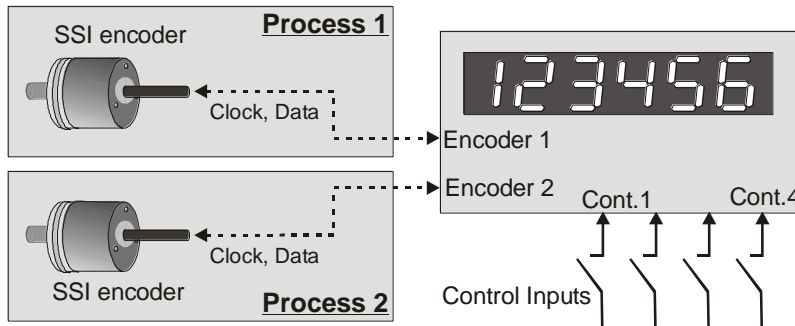 Process 1
SSI encoder
Clock, Data
123456
Encoder 1
Encoder 2
Cont.1
Cont.4
Clock, Data
SSI encoder
Process 2
Control Inputs